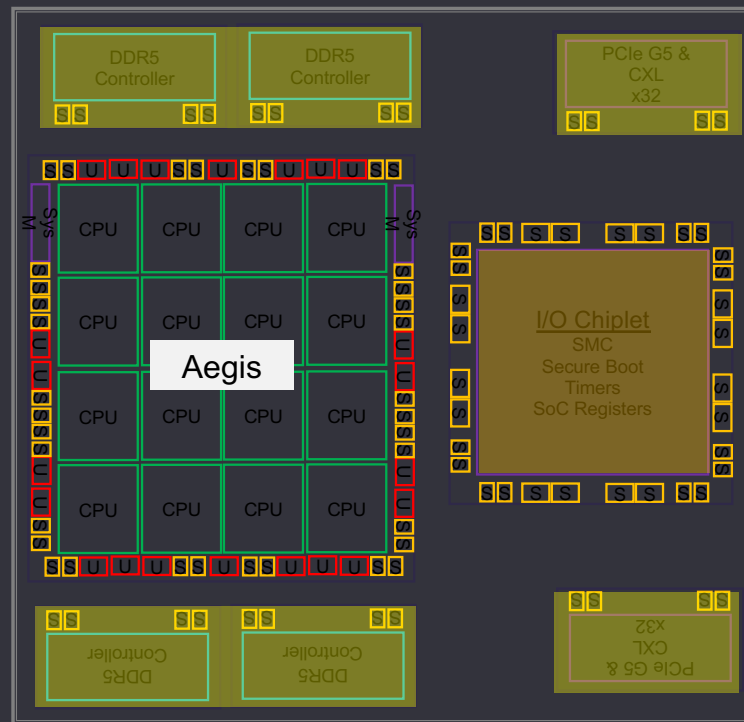 DDR5
Controller
S S S S
DDR5
Controller
S S S S
PCIe G5 &
CXL
x32
S S S S
S S U U U S S U S S U U U S S
Sys
M
S
S
S
S
U
U
S
S
S
S
U
U
S
S
CPU CPU CPU CPU
CPU CPU CPU CPU
Aegis
CPU CPU CPU CPU
CPU CPU CPU CPU
Sys
M
S
S
S
S
U
U
S
S
S
S
U
U
S
S
S S U U U S S U S S U U U S S
S S S S S S S S
S
S
S
S
S
S
S
S
I/O Chiplet
SMC
Secure Boot
Timers
SoC Registers
S
S
S
S
S
S
S
S
S S S S S S S S
S S S S
DDR5
Controller
S S S S
DDR5
Controller
S S S S
PCIe G5 &
CXL
x32